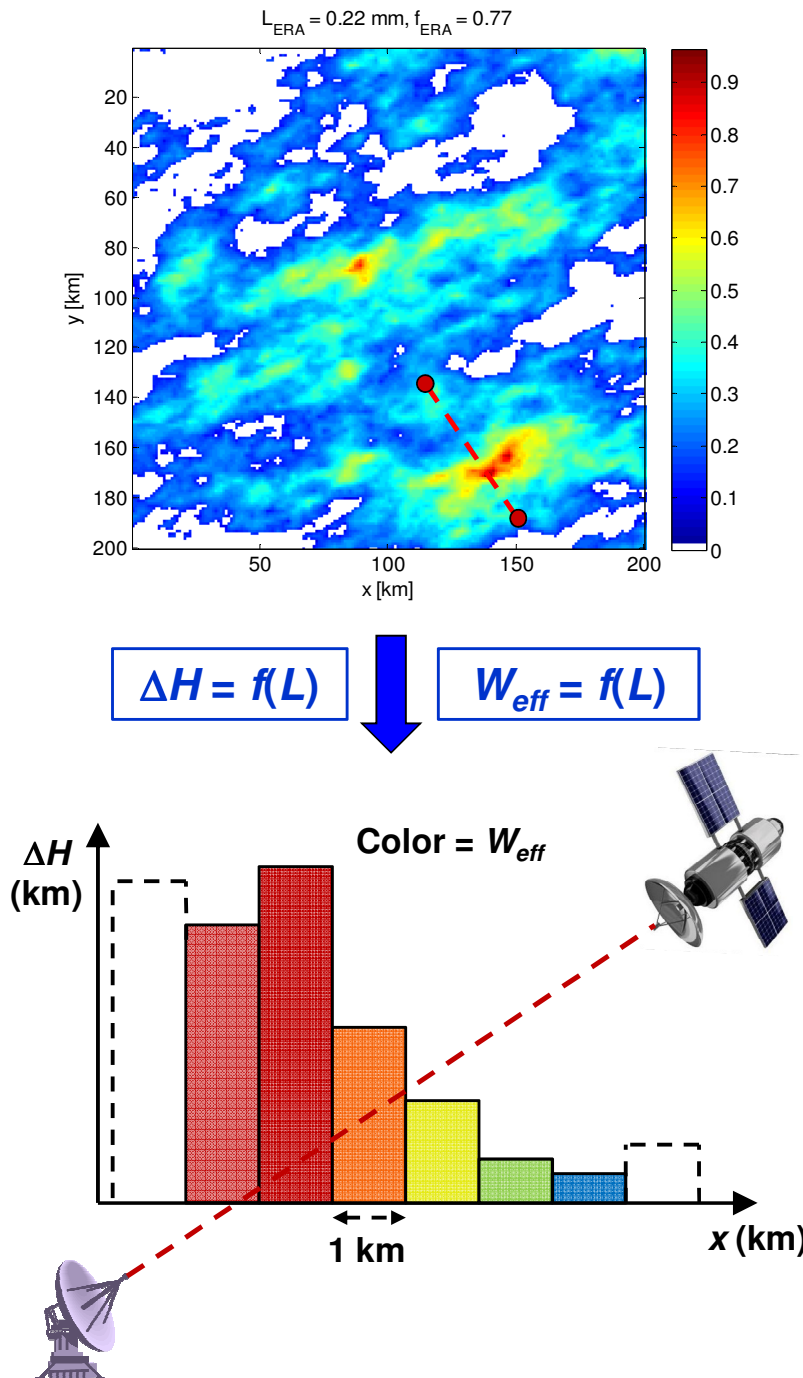 L_ERA = 0.22 mm, f_ERA = 0.77
0.9
0.8
0.7
0.6
0.5
0.4
0.3
0.2
0.1
0
20
40
60
80
100
120
140
160
180
200
y [km]
50
100
150
200
x [km]
ΔH = f(L)
W_eff = f(L)
ΔH
(km)
Color = W_eff
1 km
x (km)